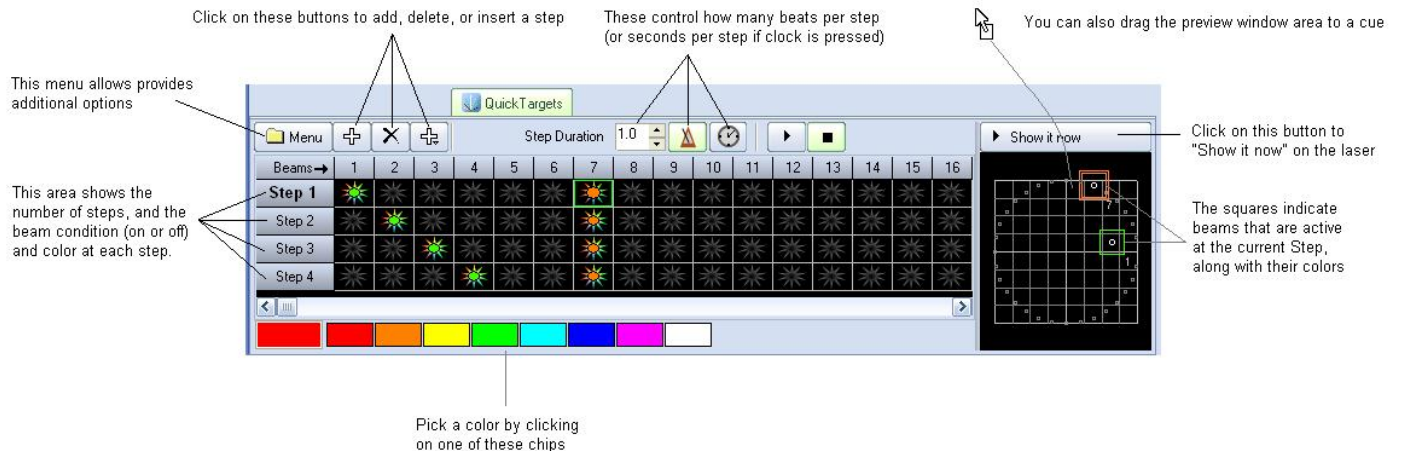 Click on these buttons to add, delete, or insert a step
These control how many beats per step
(or seconds per step if clock is pressed)
You can also drag the preview window area to a cue
This menu allows provides
additional options
QuickTargets
Menu
Step Duration
1.0
Show it now
Click on this button to
"Show it now" on the laser
Beams→ 1 2 3 4 5 6 7 8 9 10 11 12 13 14 15 16
Step 1
Step 2
Step 3
Step 4
This area shows the
number of steps, and the
beam condition (on or off)
and color at each step.
7
1
The squares indicate
beams that are active
at the current Step,
along with their colors
Pick a color by clicking
on one of these chips